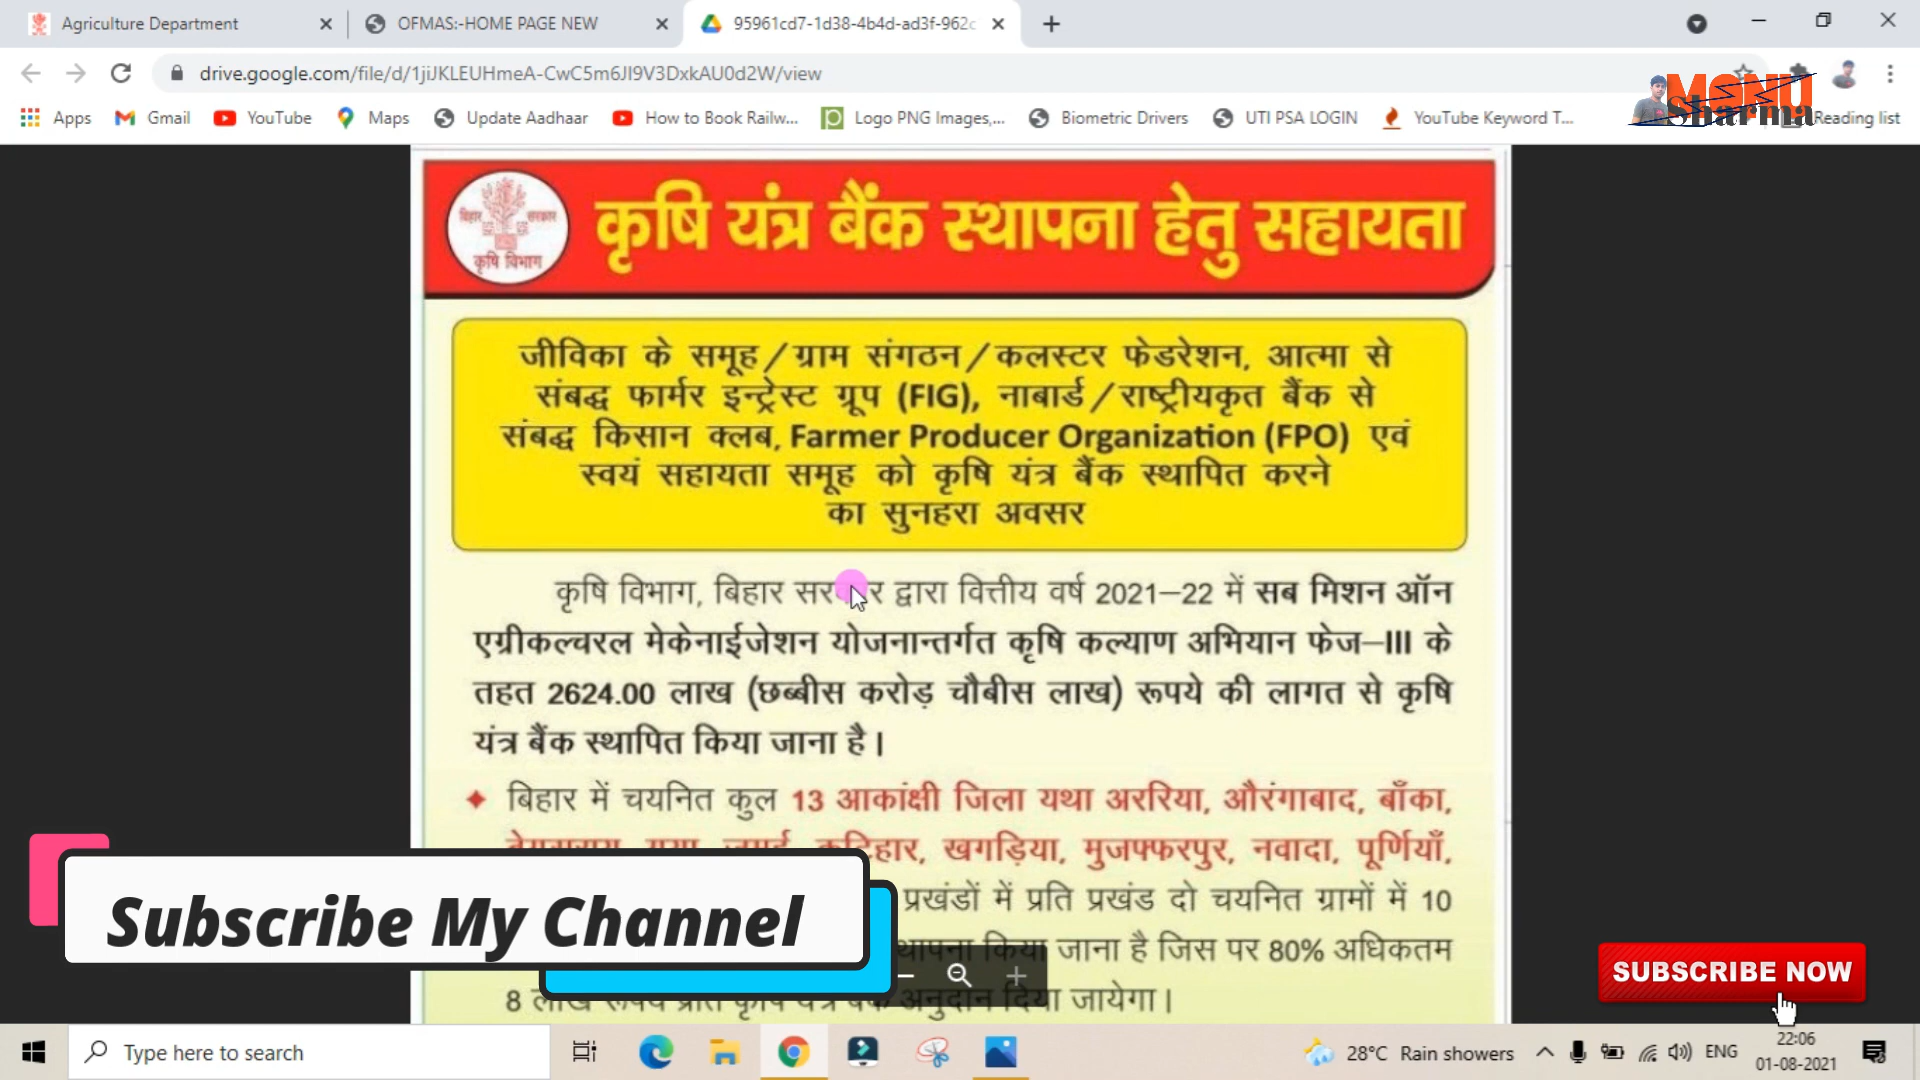 Agriculture Department
OFMAS:-HOME PAGE NEW
95961cd7-1d38-4b4d-ad3f-962c
drive.google.com/file/d/1jiJKLEUHmeA-CwC5m6JI9V3DxkAU0d2W/view
MONU
Sharma
Apps Gmail YouTube Maps Update Aadhaar How to Book Railw... Logo PNG Images,... Biometric Drivers UTI PSA LOGIN YouTube Keyword T... Reading list
बिहार सरकार
कृषि विभाग
कृषि यंत्र बैंक स्थापना हेतु सहायता
जीविका के समूह/ग्राम संगठन/कलस्टर फेडरेशन, आत्मा से
संबद्ध फार्मर इन्ट्रेस्ट ग्रूप (FIG), नाबार्ड/राष्ट्रीयकृत बैंक से
संबद्ध किसान क्लब, Farmer Producer Organization (FPO) एवं
स्वयं सहायता समूह को कृषि यंत्र बैंक स्थापित करने
का सुनहरा अवसर
कृषि विभाग, बिहार सरकार द्वारा वित्तीय वर्ष 2021–22 में सब मिशन ऑन
एग्रीकल्चरल मेकेनाईजेशन योजनान्तर्गत कृषि कल्याण अभियान फेज–III के
तहत 2624.00 लाख (छब्बीस करोड़ चौबीस लाख) रूपये की लागत से कृषि
यंत्र बैंक स्थापित किया जाना है।
बिहार में चयनित कुल 13 आकांक्षी जिला यथा अररिया, औरंगाबाद, बाँका,
कटिहार, खगड़िया, मुजफ्फरपुर, नवादा, पूर्णियाँ,
प्रखंडों में प्रति प्रखंड दो चयनित ग्रामों में 10
किया जाना है जिस पर 80% अधिकतम
8 लाख रूपये प्रति कृषि यंत्र बैंक अनुदान दिया जायेगा।
Subscribe My Channel
SUBSCRIBE NOW
Type here to search
28°C Rain showers
ENG
22:06
01-08-2021